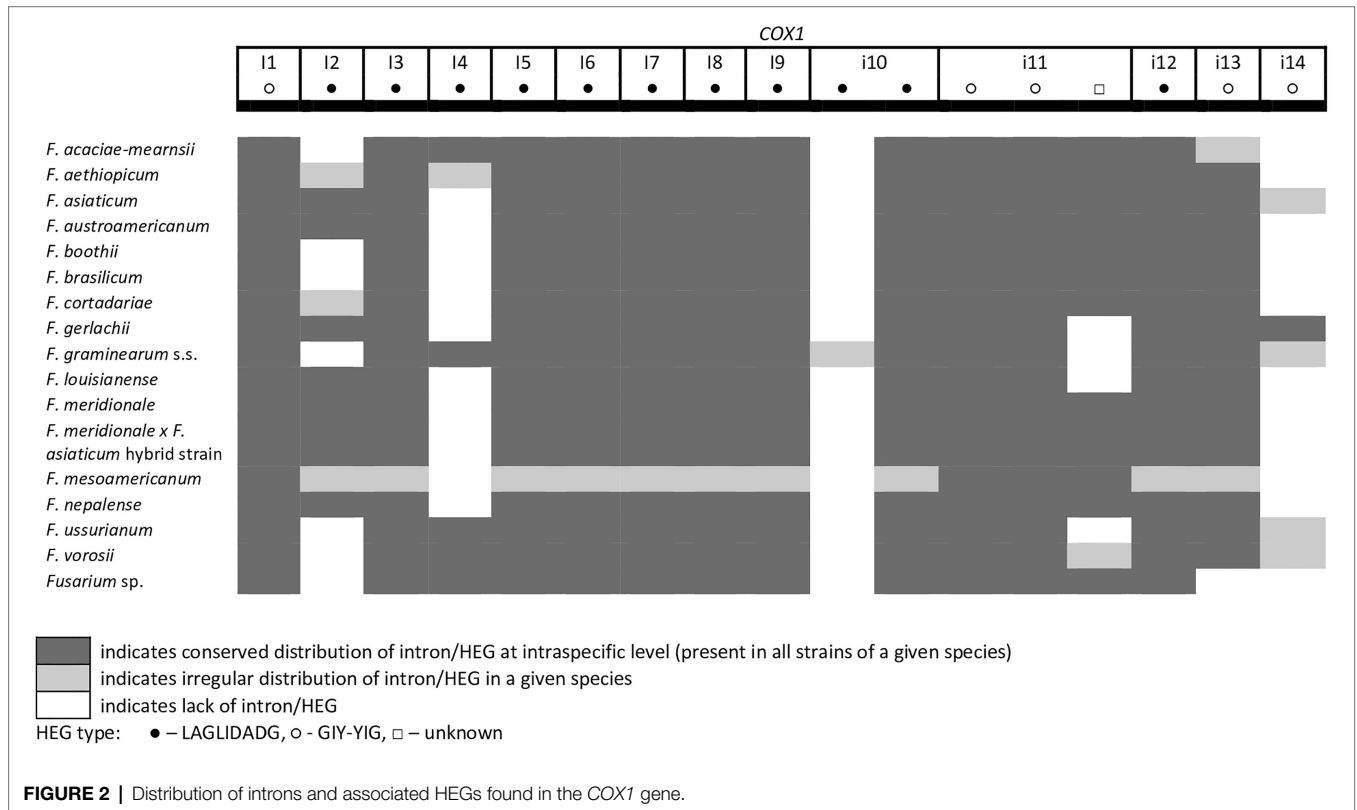 COX1
I1 I2 I3 I4 I5 I6 I7 I8 I9 i10 i11 i12 i13 i14
○ ● ● ● ● ● ● ● ● ● ● ○ ○ □ ● ○ ○
F. acaciae-mearnsii
F. aethiopicum
F. asiaticum
F. austroamericanum
F. boothii
F. brasilicum
F. cortadariae
F. gerlachii
F. graminearum s.s.
F. louisianense
F. meridionale
F. meridionale x F.
asiaticum hybrid strain
F. mesoamericanum
F. nepalense
F. ussurianum
F. vorosii
Fusarium sp.
indicates conserved distribution of intron/HEG at intraspecific level (present in all strains of a given species)
indicates irregular distribution of intron/HEG in a given species
indicates lack of intron/HEG
HEG type: ● – LAGLIDADG, ○ - GIY-YIG, □ – unknown
FIGURE 2 | Distribution of introns and associated HEGs found in the COX1 gene.